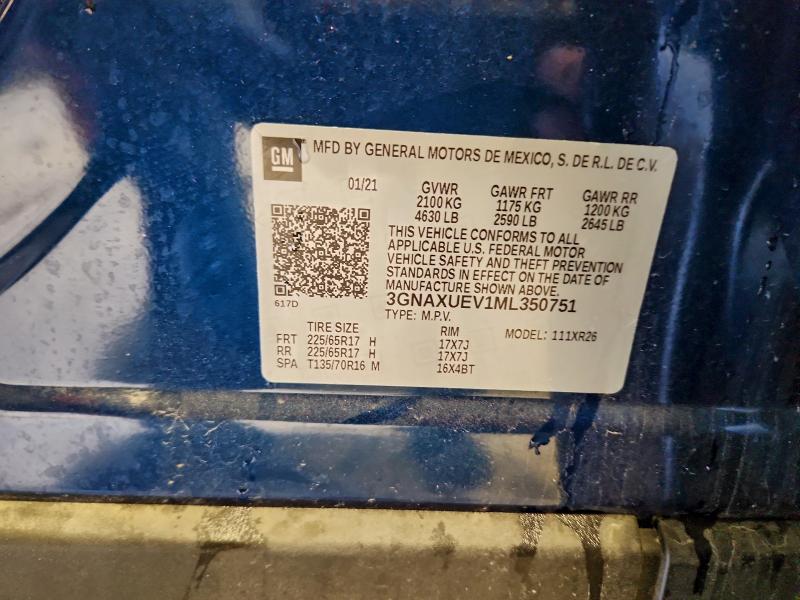 GM MFD BY GENERAL MOTORS DE MEXICO, S. DE R.L. DE C.V.
01/21 GVWR GAWR FRT GAWR RR
2100 KG 1175 KG 1200 KG
4630 LB 2590 LB 2645 LB
THIS VEHICLE CONFORMS TO ALL
APPLICABLE U.S. FEDERAL MOTOR
VEHICLE SAFETY AND THEFT PREVENTION
STANDARDS IN EFFECT ON THE DATE OF
MANUFACTURE SHOWN ABOVE.
617D 3GNAXUEV1ML350751
TYPE: M.P.V.
TIRE SIZE RIM MODEL: 111XR26
FRT 225/65R17 H 17X7J
RR 225/65R17 H 17X7J
SPA T135/70R16 M 16X4BT